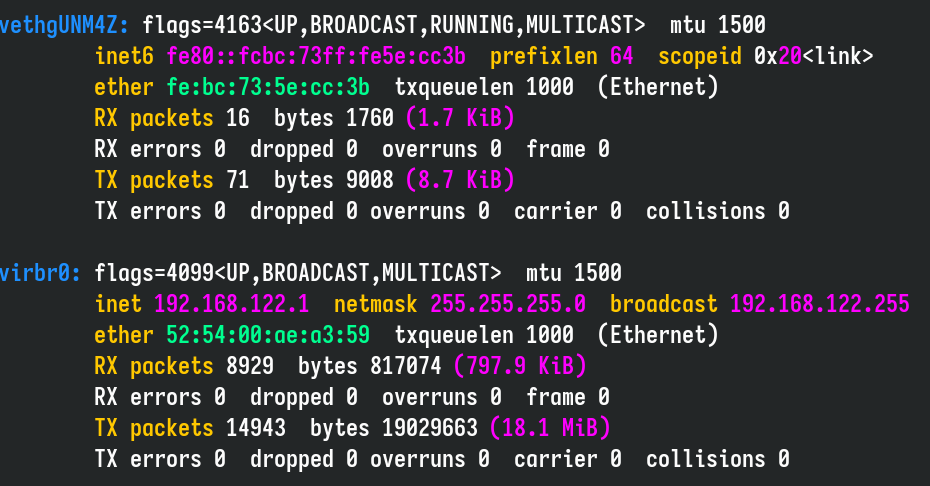 vethgUNM4Z: flags=4163<UP,BROADCAST,RUNNING,MULTICAST>  mtu 1500
        inet6 fe80::fcbc:73ff:fe5e:cc3b  prefixlen 64  scopeid 0x20<link>
        ether fe:bc:73:5e:cc:3b  txqueuelen 1000  (Ethernet)
        RX packets 16  bytes 1760 (1.7 KiB)
        RX errors 0  dropped 0  overruns 0  frame 0
        TX packets 71  bytes 9008 (8.7 KiB)
        TX errors 0  dropped 0 overruns 0  carrier 0  collisions 0

virbr0: flags=4099<UP,BROADCAST,MULTICAST>  mtu 1500
        inet 192.168.122.1  netmask 255.255.255.0  broadcast 192.168.122.255
        ether 52:54:00:ae:a3:59  txqueuelen 1000  (Ethernet)
        RX packets 8929  bytes 817074 (797.9 KiB)
        RX errors 0  dropped 0  overruns 0  frame 0
        TX packets 14943  bytes 19029663 (18.1 MiB)
        TX errors 0  dropped 0 overruns 0  carrier 0  collisions 0